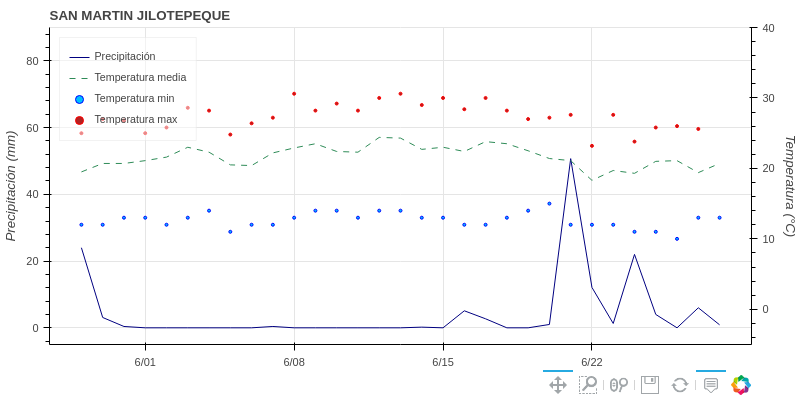 SAN MARTIN JILOTEPEQUE
Precipitación
Temperatura media
Temperatura min
Temperatura max
Precipitación (mm)
80
60
40
20
0
40
30
20
10
0
Temperatura (°C)
6/01
6/08
6/15
6/22